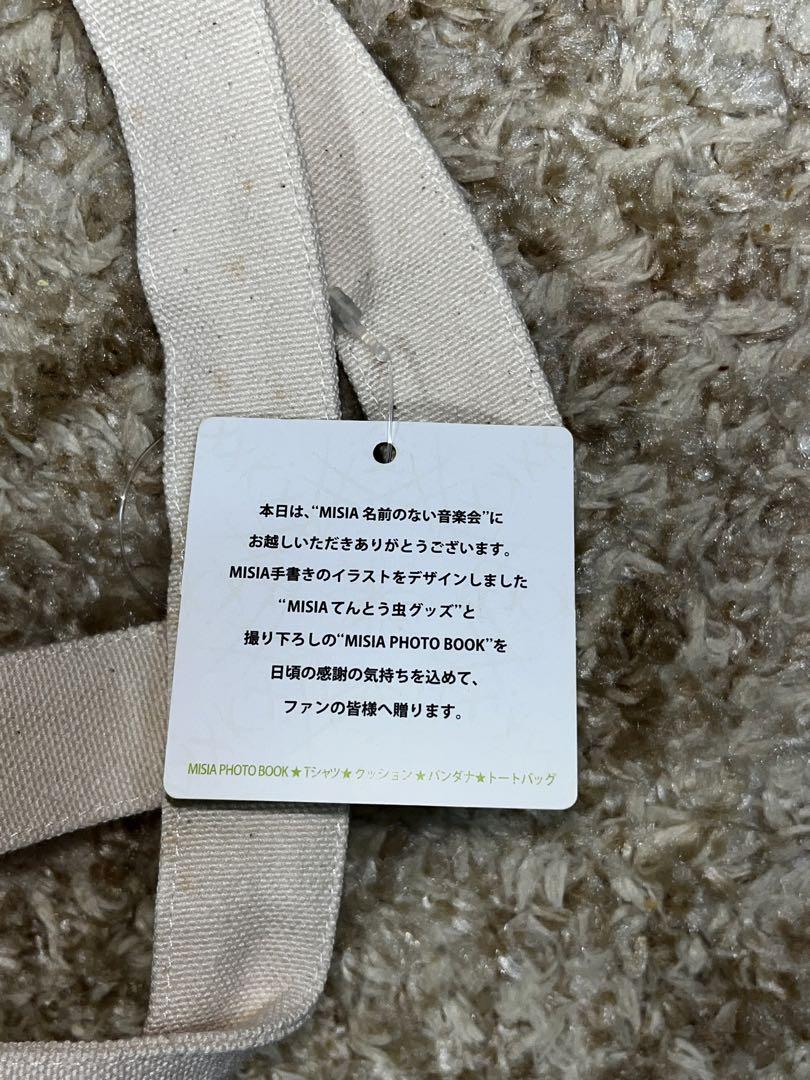 本日は、“MISIA 名前のない音楽会”に
お越しいただきありがとうございます。
MISIA手書きのイラストをデザインしました
“MISIAてんとう虫グッズ”と
撮り下ろしの“MISIA PHOTO BOOK”を
日頃の感謝の気持ちを込めて、
ファンの皆様へ贈ります。
MISIA PHOTO BOOK★Tシャツ★クッション★バンダナ★トートバッグ